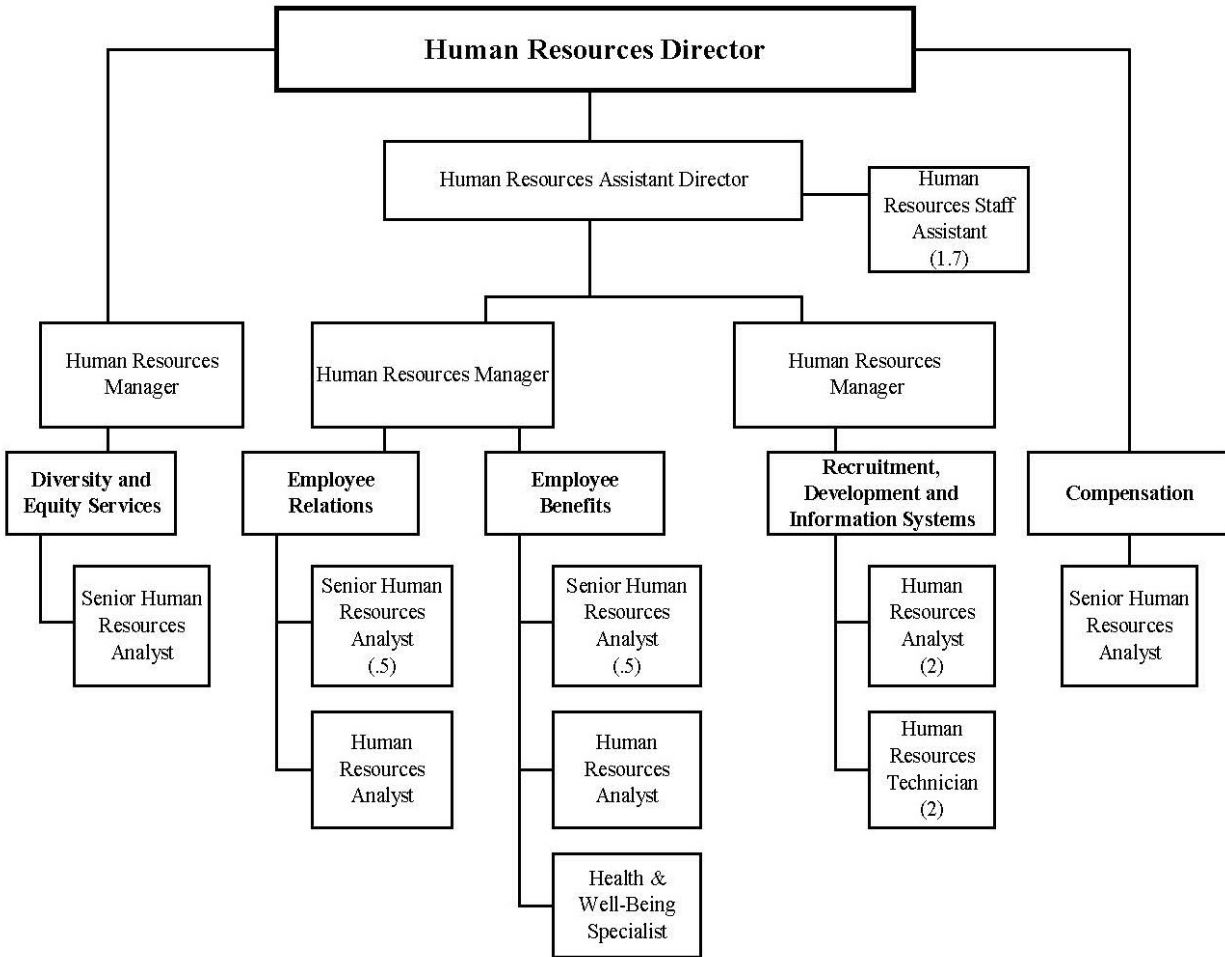 Human Resources Director
Human Resources Assistant Director
Human
Resources Staff
Assistant
(1.7)
Human Resources
Manager
Human Resources Manager
Human Resources
Manager
Diversity and
Equity Services
Employee
Relations
Employee
Benefits
Recruitment,
Development and
Information Systems
Compensation
Senior Human
Resources
Analyst
Senior Human
Resources
Analyst
(.5)
Senior Human
Resources
Analyst
(.5)
Human
Resources
Analyst
(2)
Senior Human
Resources
Analyst
Human
Resources
Analyst
Human
Resources
Analyst
Human
Resources
Technician
(2)
Health &
Well-Being
Specialist